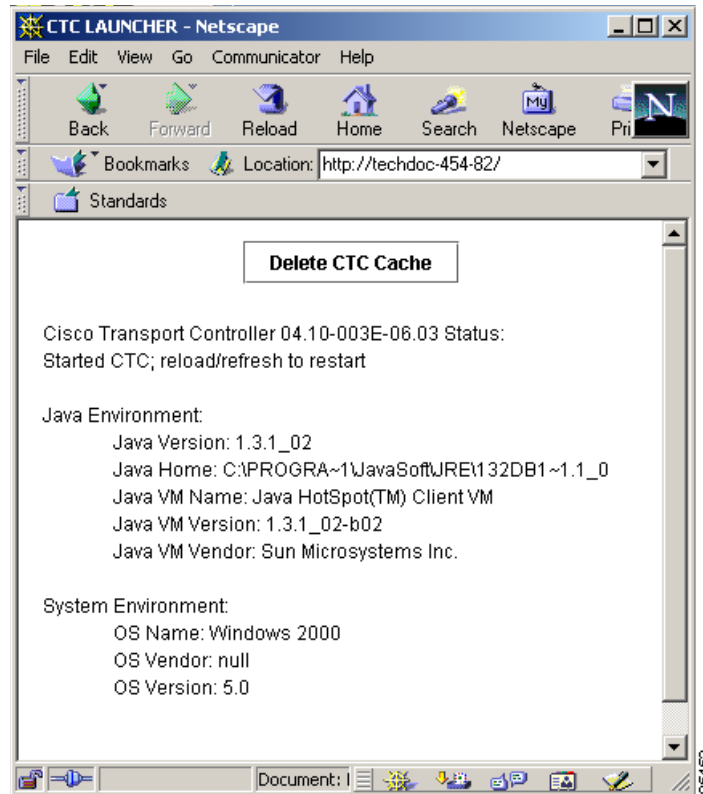 CTC LAUNCHER - Netscape
File Edit View Go Communicator Help
Back Forward Reload Home Search Netscape Pri
My N
Bookmarks Location: http://techdoc-454-82/
Standards
Delete CTC Cache
Cisco Transport Controller 04.10-003E-06.03 Status:
Started CTC; reload/refresh to restart
Java Environment:
Java Version: 1.3.1_02
Java Home: C:\PROGRA~1\JavaSoft\JRE\132DB1~1.1_0
Java VM Name: Java HotSpot(TM) Client VM
Java VM Version: 1.3.1_02-b02
Java VM Vendor: Sun Microsystems Inc.
System Environment:
OS Name: Windows 2000
OS Vendor: null
OS Version: 5.0
Document: I